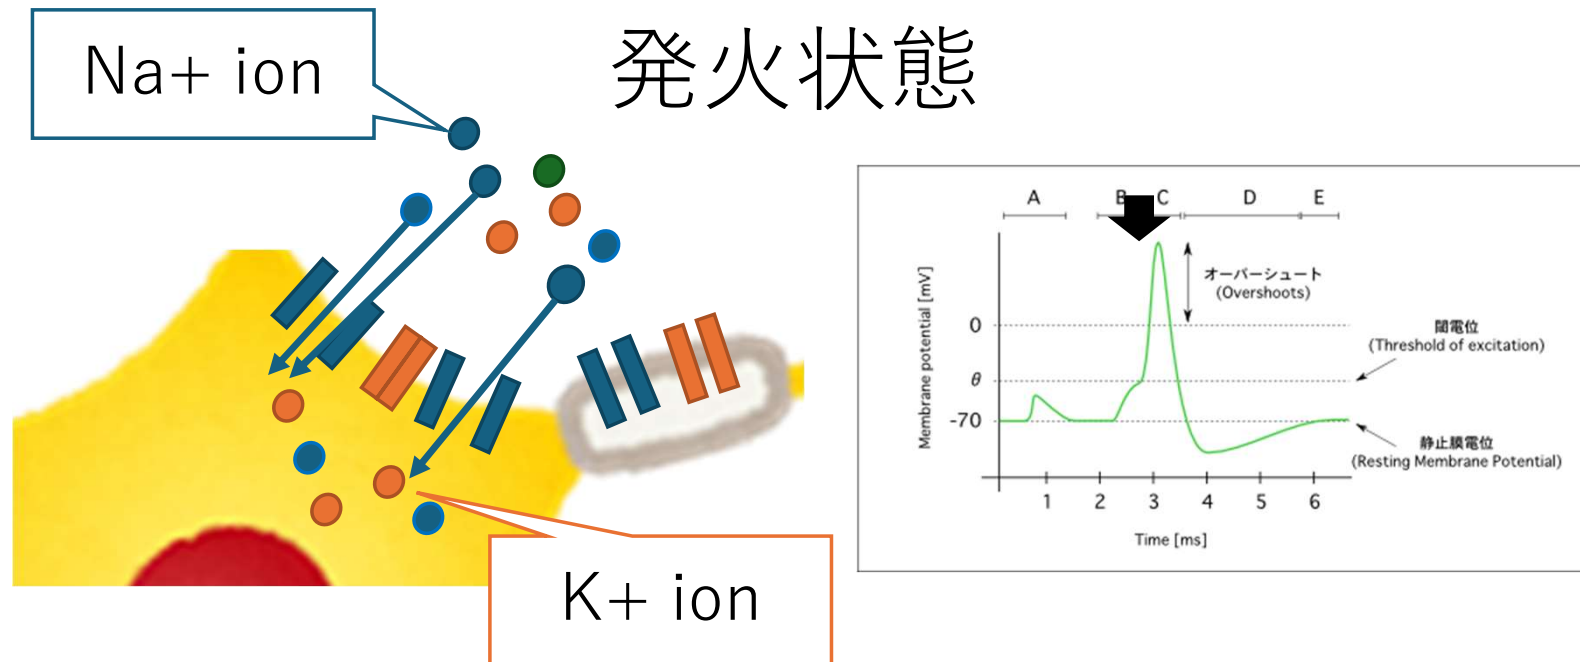 発火状態
Na+ ion
K+ ion
A
B
C
D
E
Membrane potential [mV]
0
θ
-70
オーバーシュート
(Overshoots)
閾電位
(Threshold of excitation)
静止膜電位
(Resting Membrane Potential)
1 2 3 4 5 6
Time [ms]